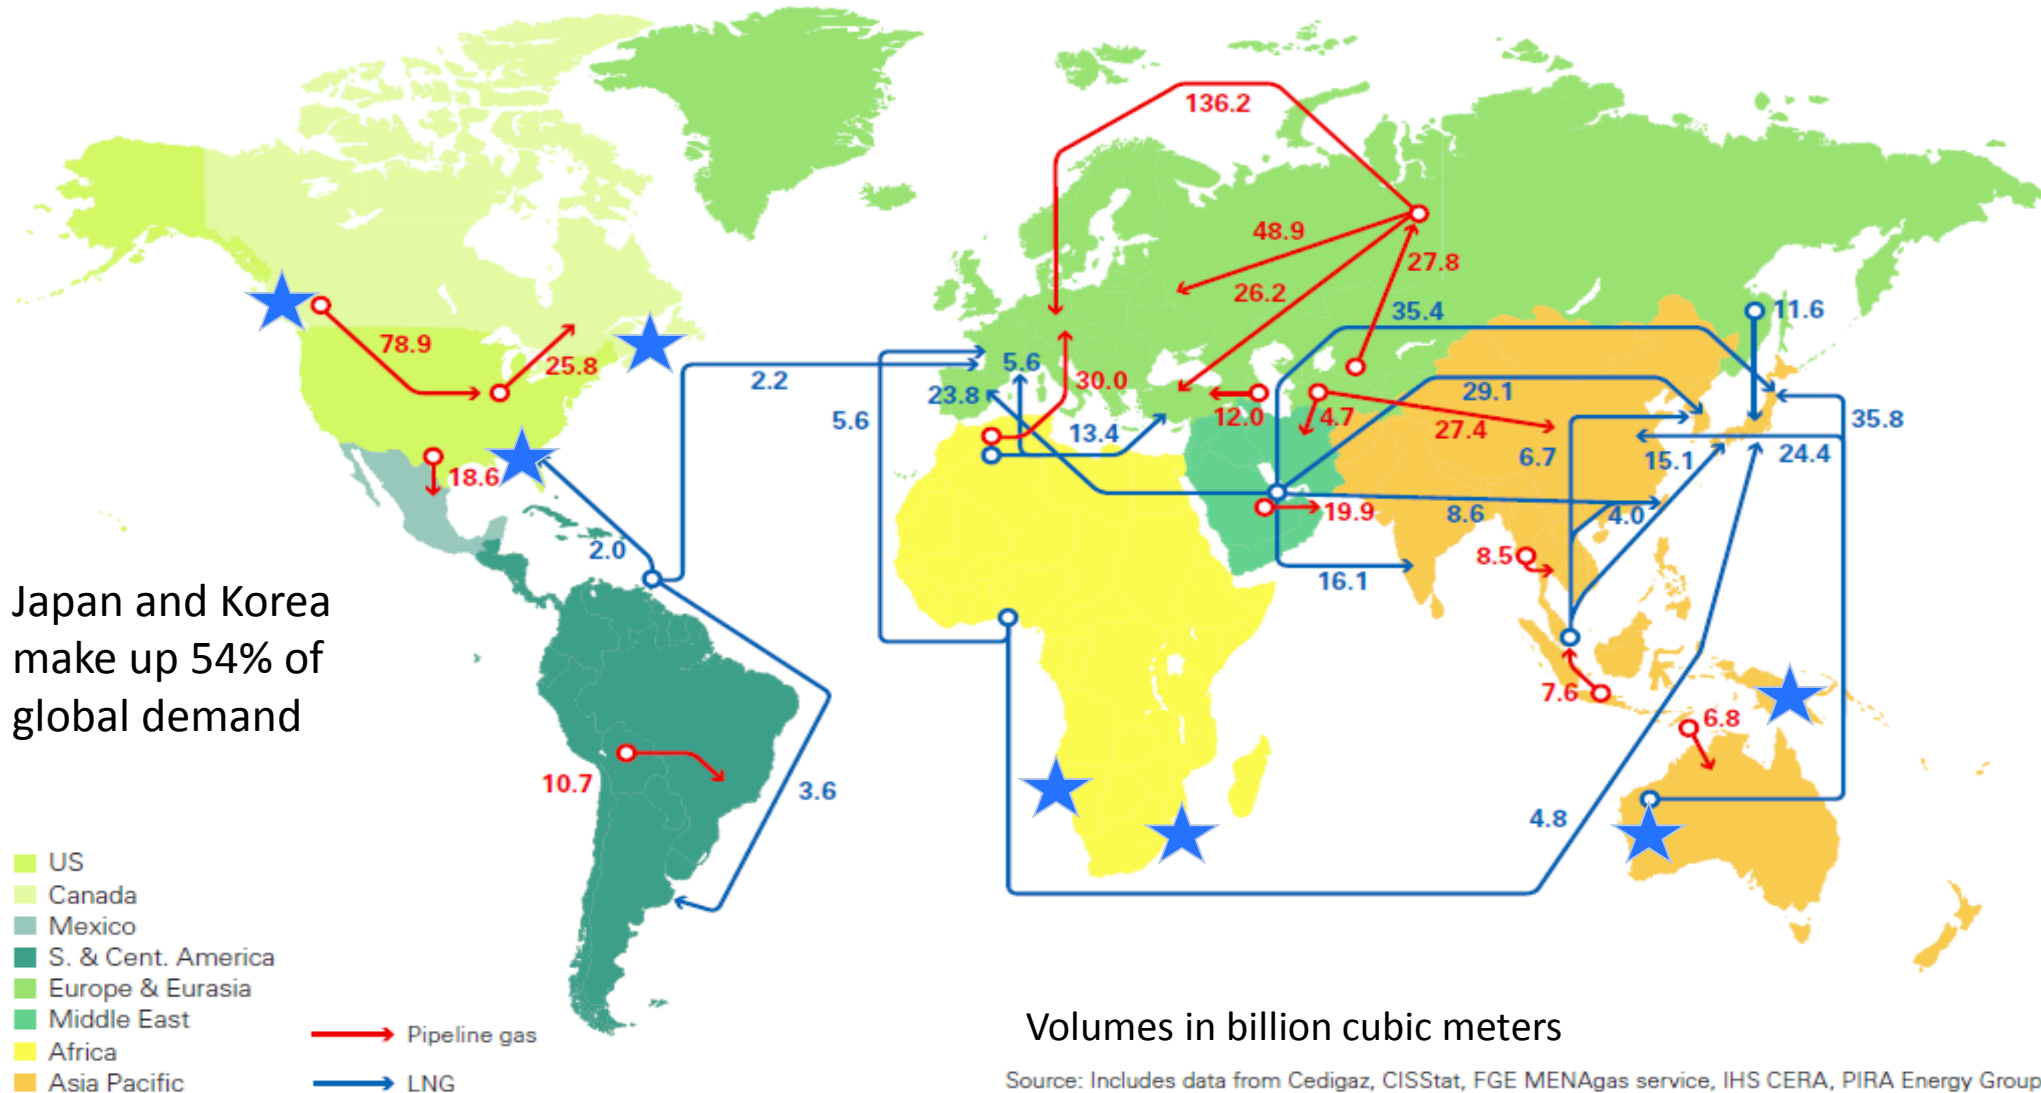 136.2
48.9
27.8
26.2
35.4
11.6
78.9
25.8
2.2
5.6
30.0
23.8
5.6
13.4
12.0
4.7
29.1
27.4
35.8
6.7
15.1
24.4
18.6
19.9
8.6
4.0
2.0
8.5
16.1
Japan and Korea
make up 54% of
global demand
7.6
6.8
10.7
3.6
4.8
US
Canada
Mexico
S. & Cent. America
Europe & Eurasia
Middle East
Africa
Asia Pacific
Pipeline gas
LNG
Volumes in billion cubic meters
Source: Includes data from Cedigaz, CISStat, FGE MENAgas service, IHS CERA, PIRA Energy Group